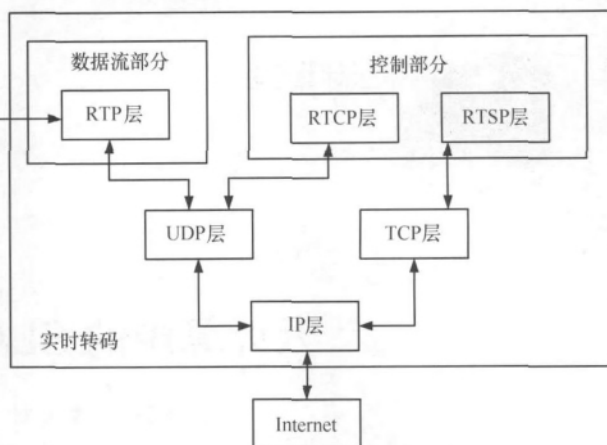 数据流部分
控制部分
RTP层
RTCP层
RTSP层
UDP层
TCP层
IP层
实时转码
Internet